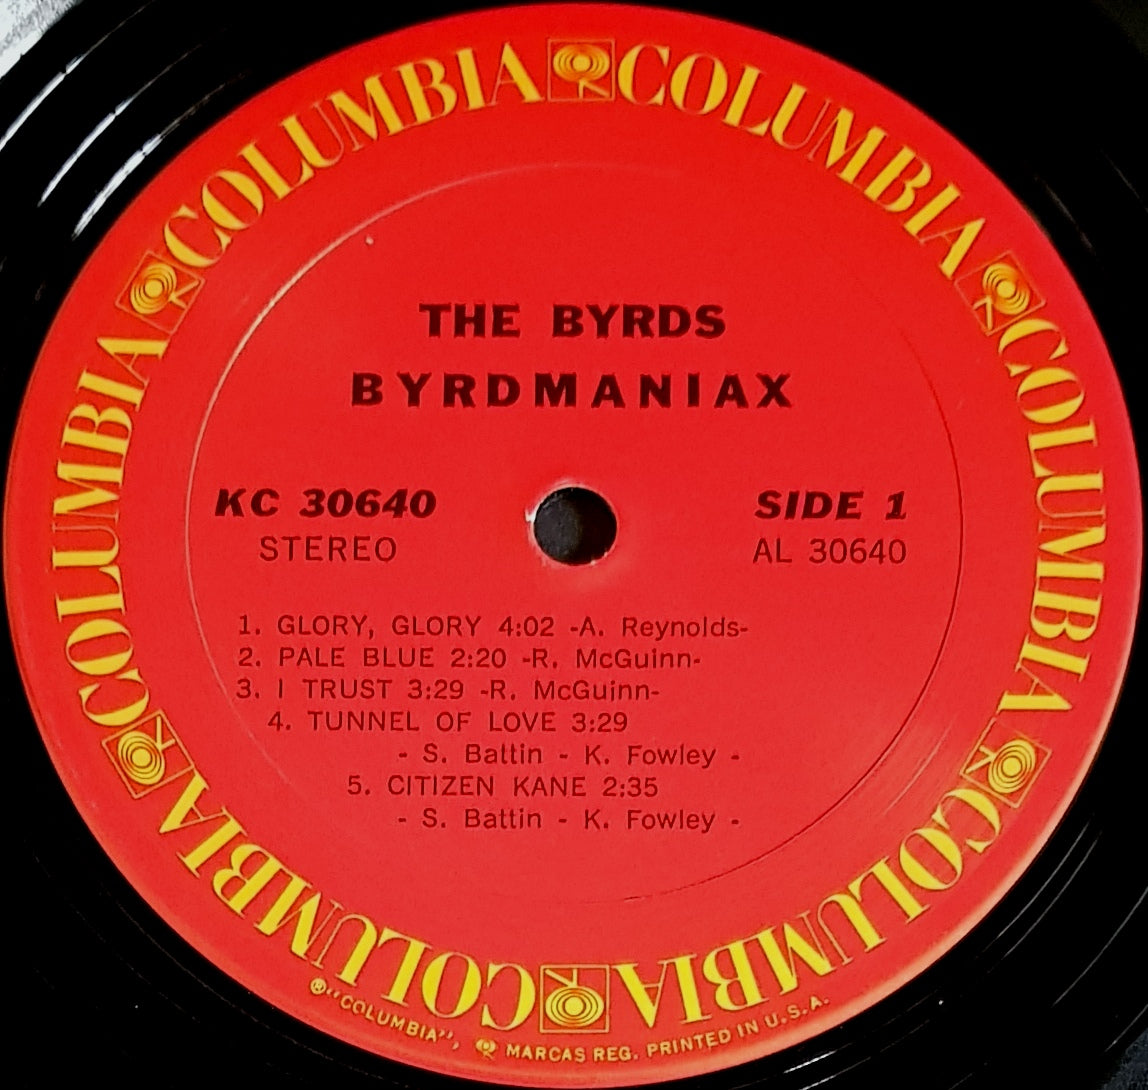 COLUMBIA COLUMBIA COLUMBIA COLUMBIA COLUMBIA COLUMBIA
THE BYRDS
BYRDMANIAX
KC 30640
STEREO
SIDE 1
AL 30640
1. GLORY, GLORY 4:02 -A. Reynolds-
2. PALE BLUE 2:20 -R. McGuinn-
3. I TRUST 3:29 -R. McGuinn-
4. TUNNEL OF LOVE 3:29
- S. Battin - K. Fowley -
5. CITIZEN KANE 2:35
- S. Battin - K. Fowley -
®"COLUMBIA", MARCAS REG. PRINTED IN U.S.A.